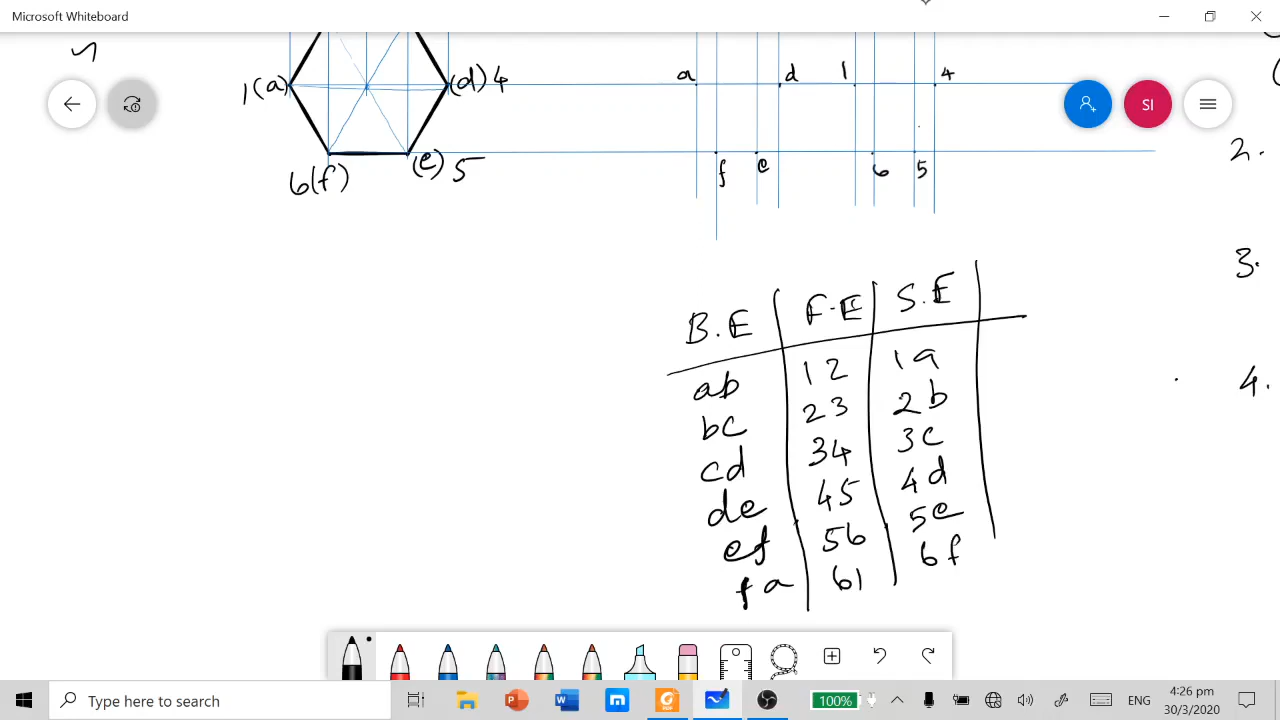 Microsoft Whiteboard
1(a)
(d) 4
a
d
1
4
SI
6(f)
(e) 5
f
e
6
5
2.
3.
4.
B.E F.E S.E
ab 12 1a
bc 23 2b
cd 34 3c
de 45 4d
ef 56 5e
fa 61 6f
Type here to search
100%
ENG
4:26 pm
30/3/2020